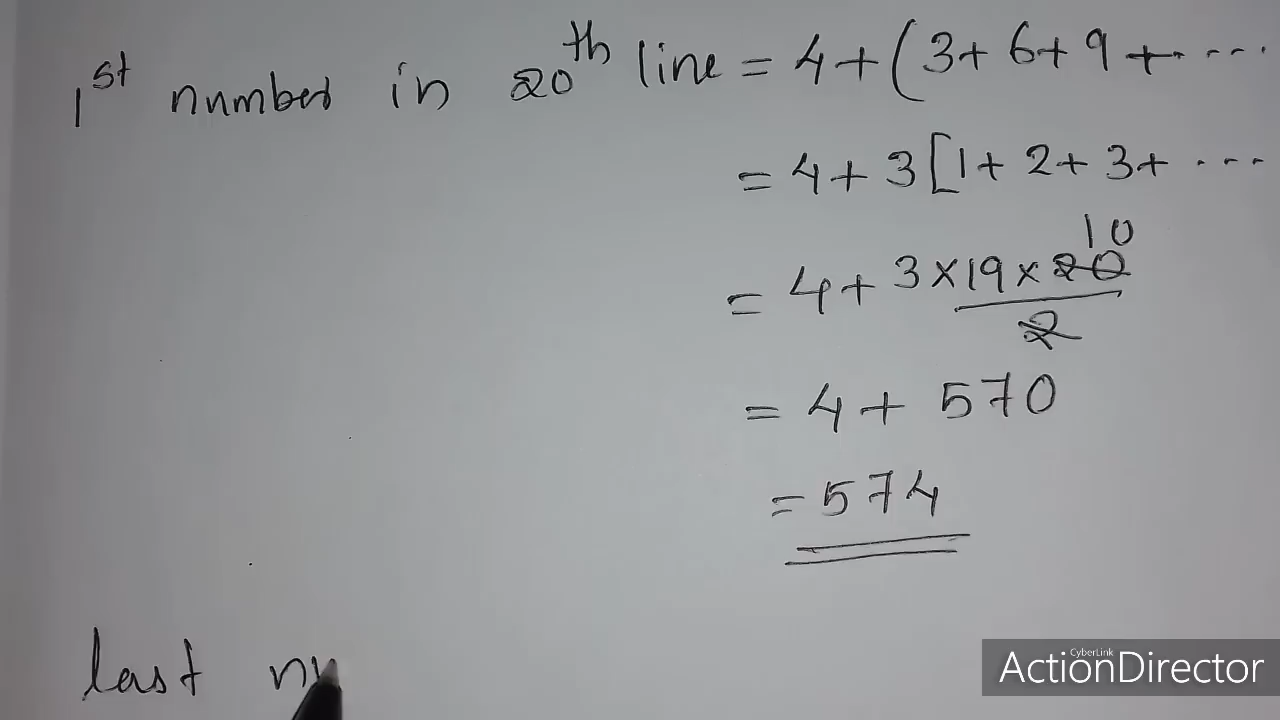 1st number in 20th line = 4 + ( 3 + 6 + 9 + ....
= 4 + 3 [ 1 + 2 + 3 + ...
10
= 4 + 3 × 19 × 20
2
= 4 + 570
= 574
last
CyberLink
ActionDirector